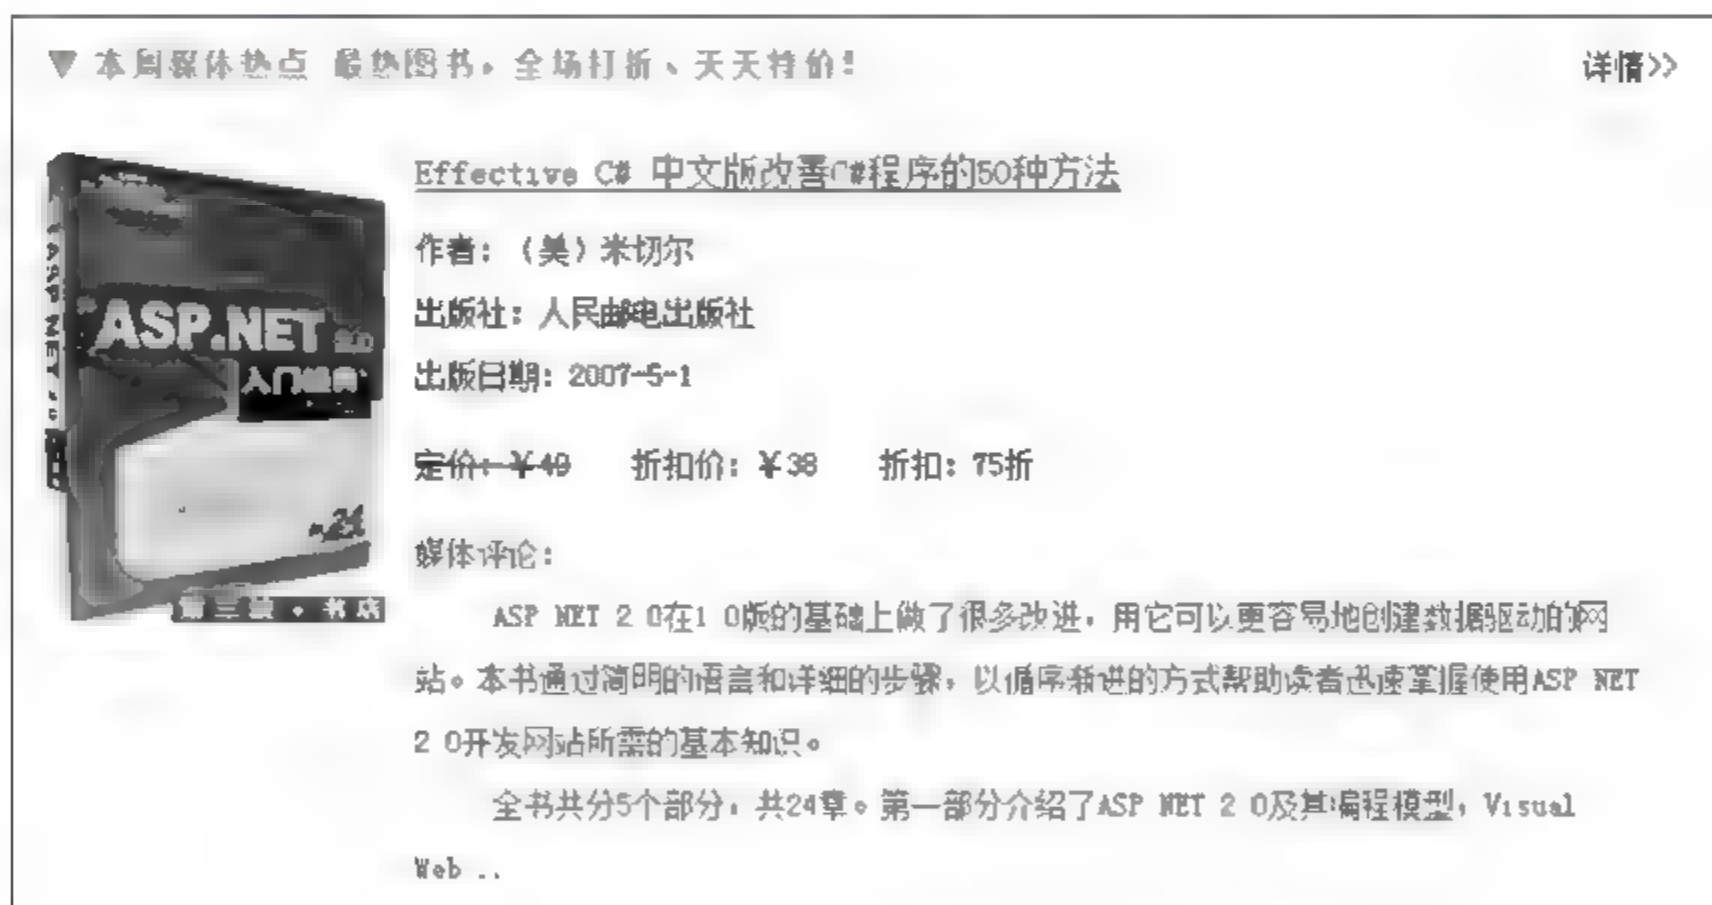 ▼ 本周媒体热点 最热图书,全场打折、天天特价!
详情>>
Effective C# 中文版改善C#程序的50种方法
作者:(美)米切尔
出版社:人民邮电出版社
出版日期:2007-5-1
定价:¥49 折扣价:¥38 折扣:75折
媒体评论:
ASP NET 2 0在1 0版的基础上做了很多改进,用它可以更容易地创建数据驱动的网
站。本书通过简明的语言和详细的步骤,以循序渐进的方式帮助读者迅速掌握使用ASP NET
2 0开发网站所需的基本知识。
全书共分5个部分,共24章。第一部分介绍了ASP NET 2 0及其编程模型,Visual
Web ..
ASP.NET 2.0
入门
24
书店